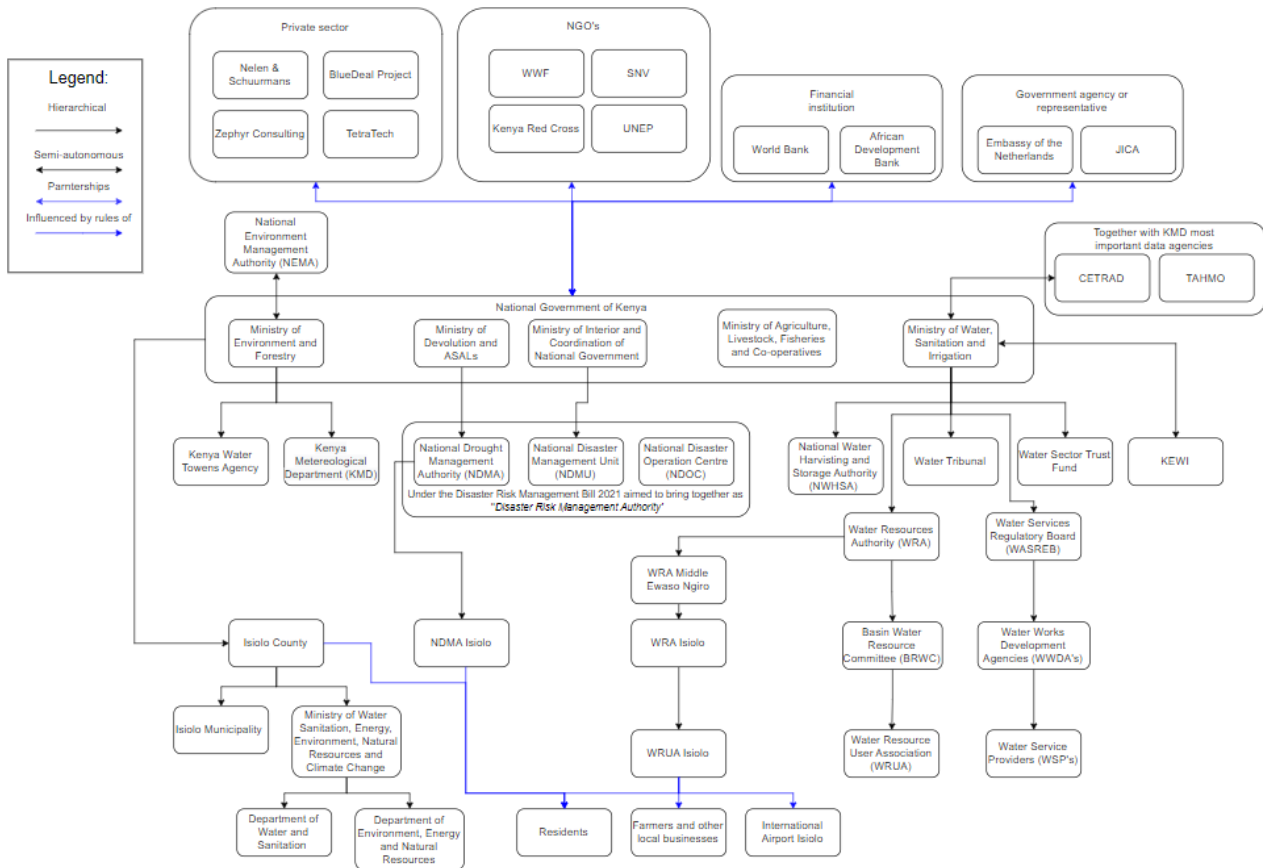 Legend:
Hierarchical
Semi-autonomous
Parnterships
Influenced by rules of
Private sector
Nelen &
Schuurmans
BlueDeal Project
Zephyr Consulting
TetraTech
NGO's
WWF
SNV
Kenya Red Cross
UNEP
Financial
institution
World Bank
African
Development
Bank
Government agency or
representative
Embassy of the
Netherlands
JICA
National
Environment
Management
Authority (NEMA)
Together with KMD most
important data agencies
CETRAD
TAHMO
National Government of Kenya
Ministry of
Environment and
Forestry
Ministry of
Devolution and
ASALs
Ministry of Interior and
Coordination of
National Government
Ministry of Agriculture,
Livestock, Fisheries
and Co-operatives
Ministry of Water,
Sanitation and
Irrigation
Kenya Water
Towens Agency
Kenya
Metereological
Department (KMD)
National Drought
Management
Authority (NDMA)
National Disaster
Management Unit
(NDMU)
National Disaster
Operation Centre
(NDOC)
Under the Disaster Risk Management Bill 2021 aimed to bring together as
"Disaster Risk Management Authority'
National Water
Harvesting and
Storage Authority
(NWHSA)
Water Tribunal
Water Sector Trust
Fund
KEWI
Water Resources
Authority (WRA)
Water Services
Regulatory Board
(WASREB)
WRA Middle
Ewaso Ngiro
Isiolo County
NDMA Isiolo
WRA Isiolo
Basin Water
Resource
Committee (BRWC)
Water Works
Development
Agencies (WWDA's)
Isiolo Municipality
Ministry of Water
Sanitation, Energy,
Environment, Natural
Resources and
Climate Change
WRUA Isiolo
Water Resource
User Association
(WRUA)
Water Service
Providers (WSP's)
Department of
Water and
Sanitation
Department of
Environment, Energy
and Natural
Resources
Residents
Farmers and other
local businesses
International
Airport Isiolo